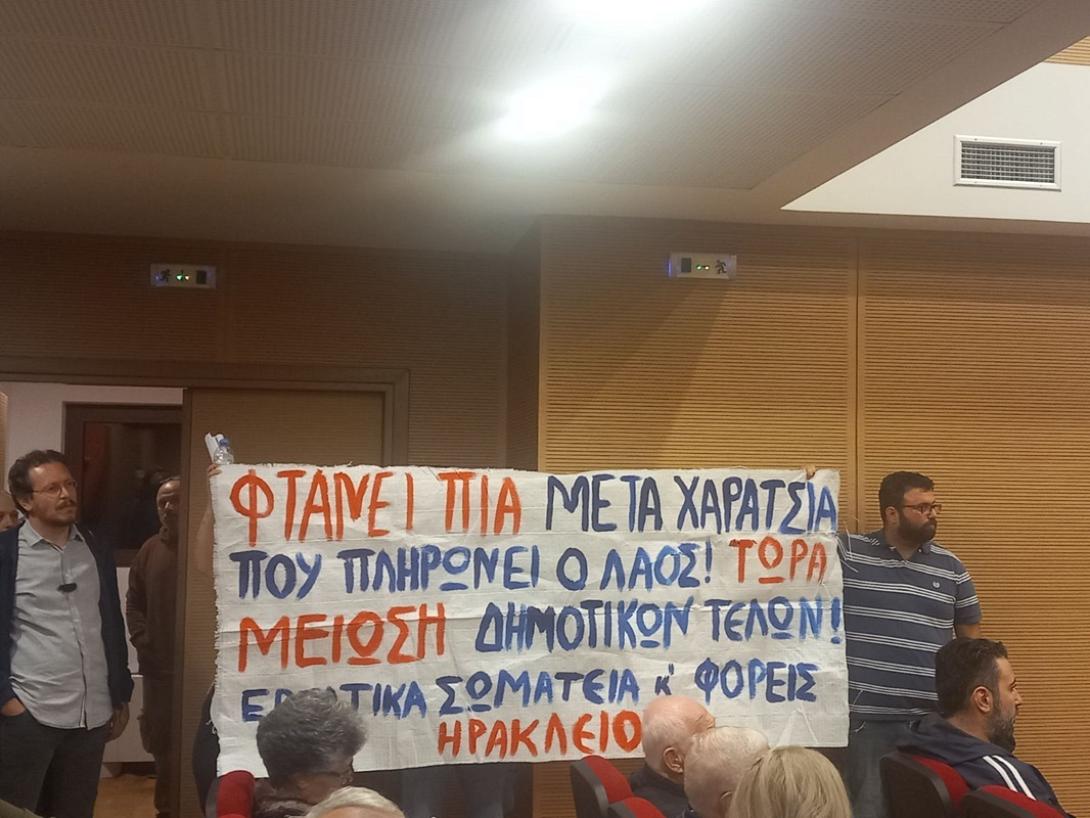 ΦΤΑΝΕΙ ΠΙΑ ΜΕΤΑ ΧΑΡΑΤΣΙΑ
ΠΟΥ ΠΛΗΡΩΝΕΙ Ο ΛΑΟΣ! ΤΩΡΑ
ΜΕΙΩΣΗ ΔΗΜΟΤΙΚΩΝ ΤΕΛΩΝ!
ΣΩΜΑΤΕΙΑ Κ' ΦΟΡΕΙΣ
ΗΡΑΚΛΕΙΟ